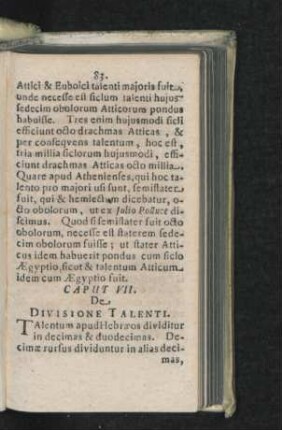 83.
Attici & Euboici talenti majoris fuit,
unde necesse est siclum talenti hujus
sedecim obolorum Atticorum pondus
habuisse. Tres enim hujusmodi sicli
efficiunt octo drachmas Atticas, &
per conseqvens talentum, hoc est,
tria millia siclorum hujusmodi, effi-
ciunt drachmas Atticas octo millia.
Quare apud Athenienses, qui hoc ta-
lento pro majori usi sunt, semistater
fuit, qui & hemlectum dicebatur, o-
cto obolorum, ut ex Julio Polluce di-
scimus. Quod si semistater fuit octo
obolorum, necesse est staterem sede-
cim obolorum fuisse; ut stater Atti-
cus idem habuerit pondus cum siclo
Ægyptio, sicot & talentum Atticum
idem cum Ægyptio fuit.
CAPUT VII.
De
DIVISIONE TALENTI.
TAlentum apud Hebræos dividitur
in decimas & duodecimas. De-
cimæ rursus dividuntur in alias deci-
mas,